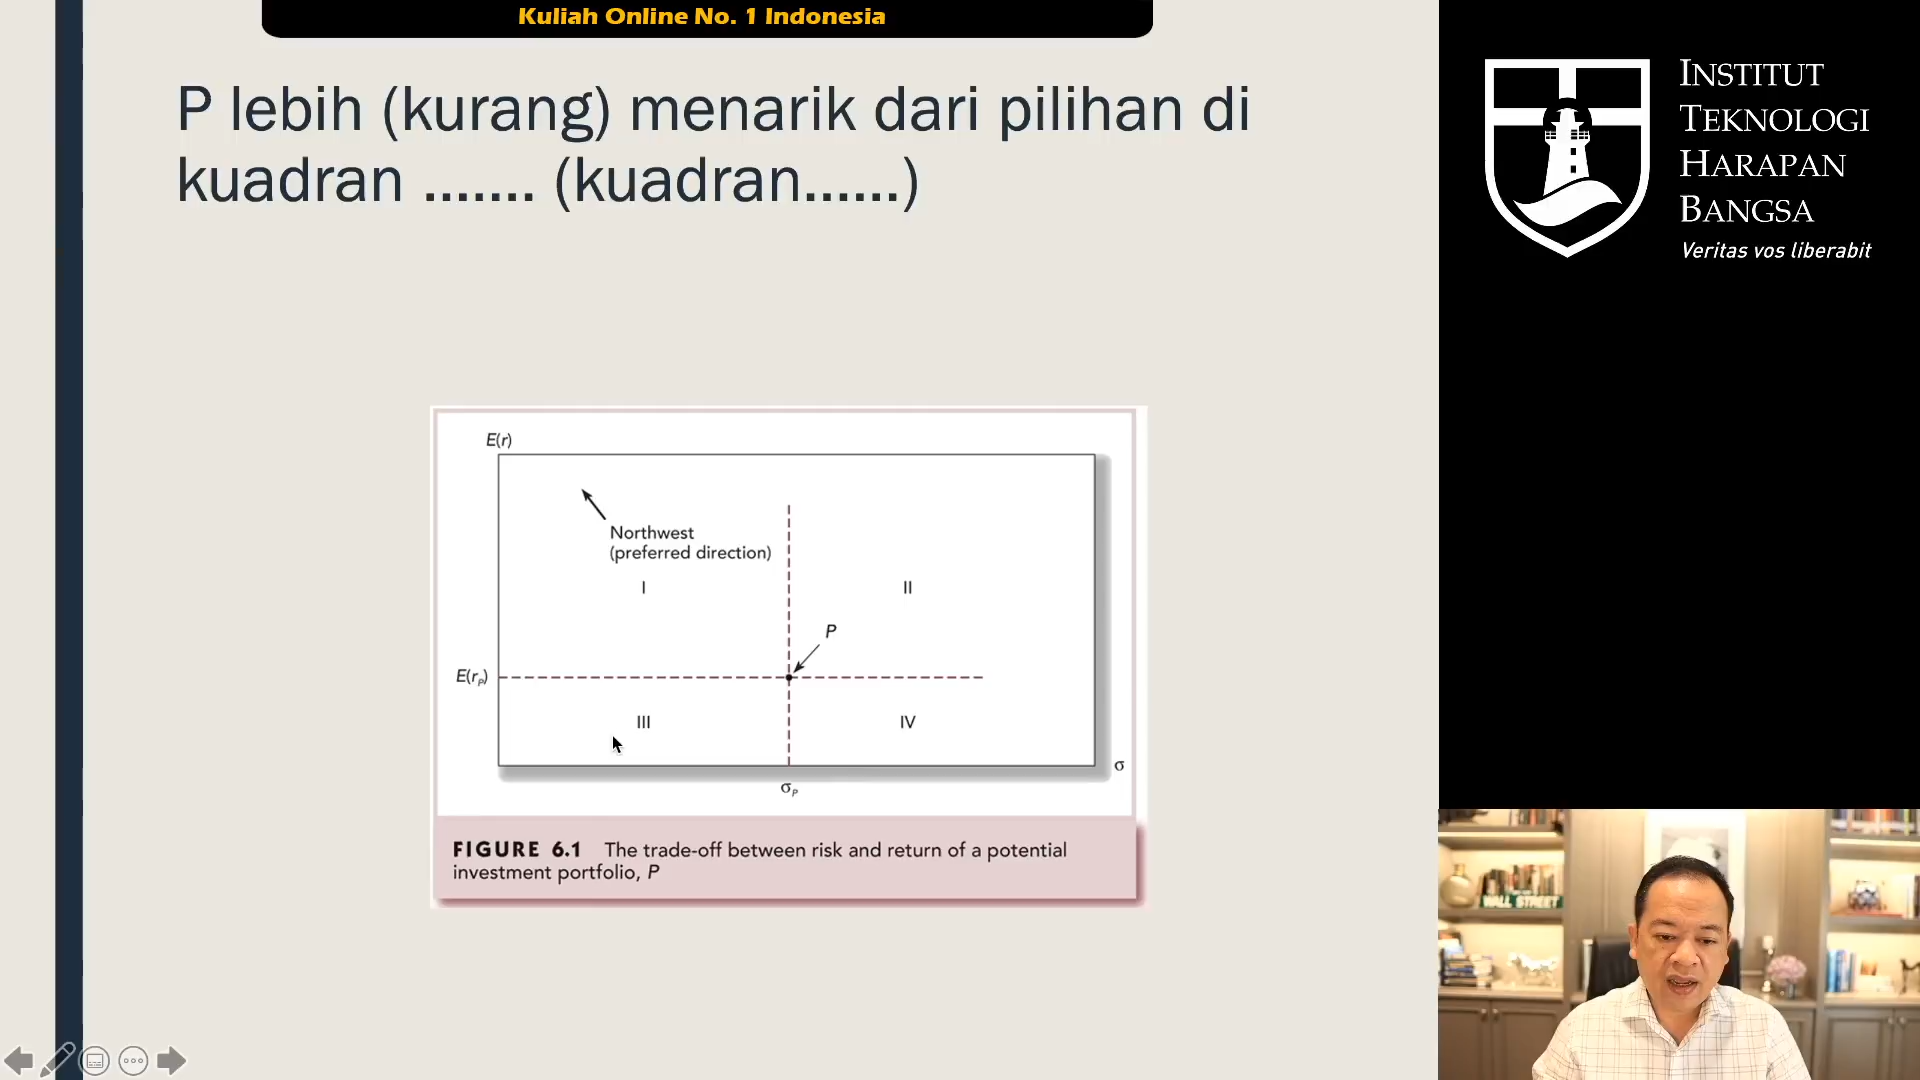 Kuliah Online No. 1 Indonesia
P lebih (kurang) menarik dari pilihan di
kuadran ....... (kuadran......)
E(r)
Northwest
(preferred direction)
I
II
P
E(rₚ)
III
IV
σ
σₚ
FIGURE 6.1 The trade-off between risk and return of a potential
investment portfolio, P
INSTITUT
TEKNOLOGI
HARAPAN
BANGSA
Veritas vos liberabit
WALL STREET